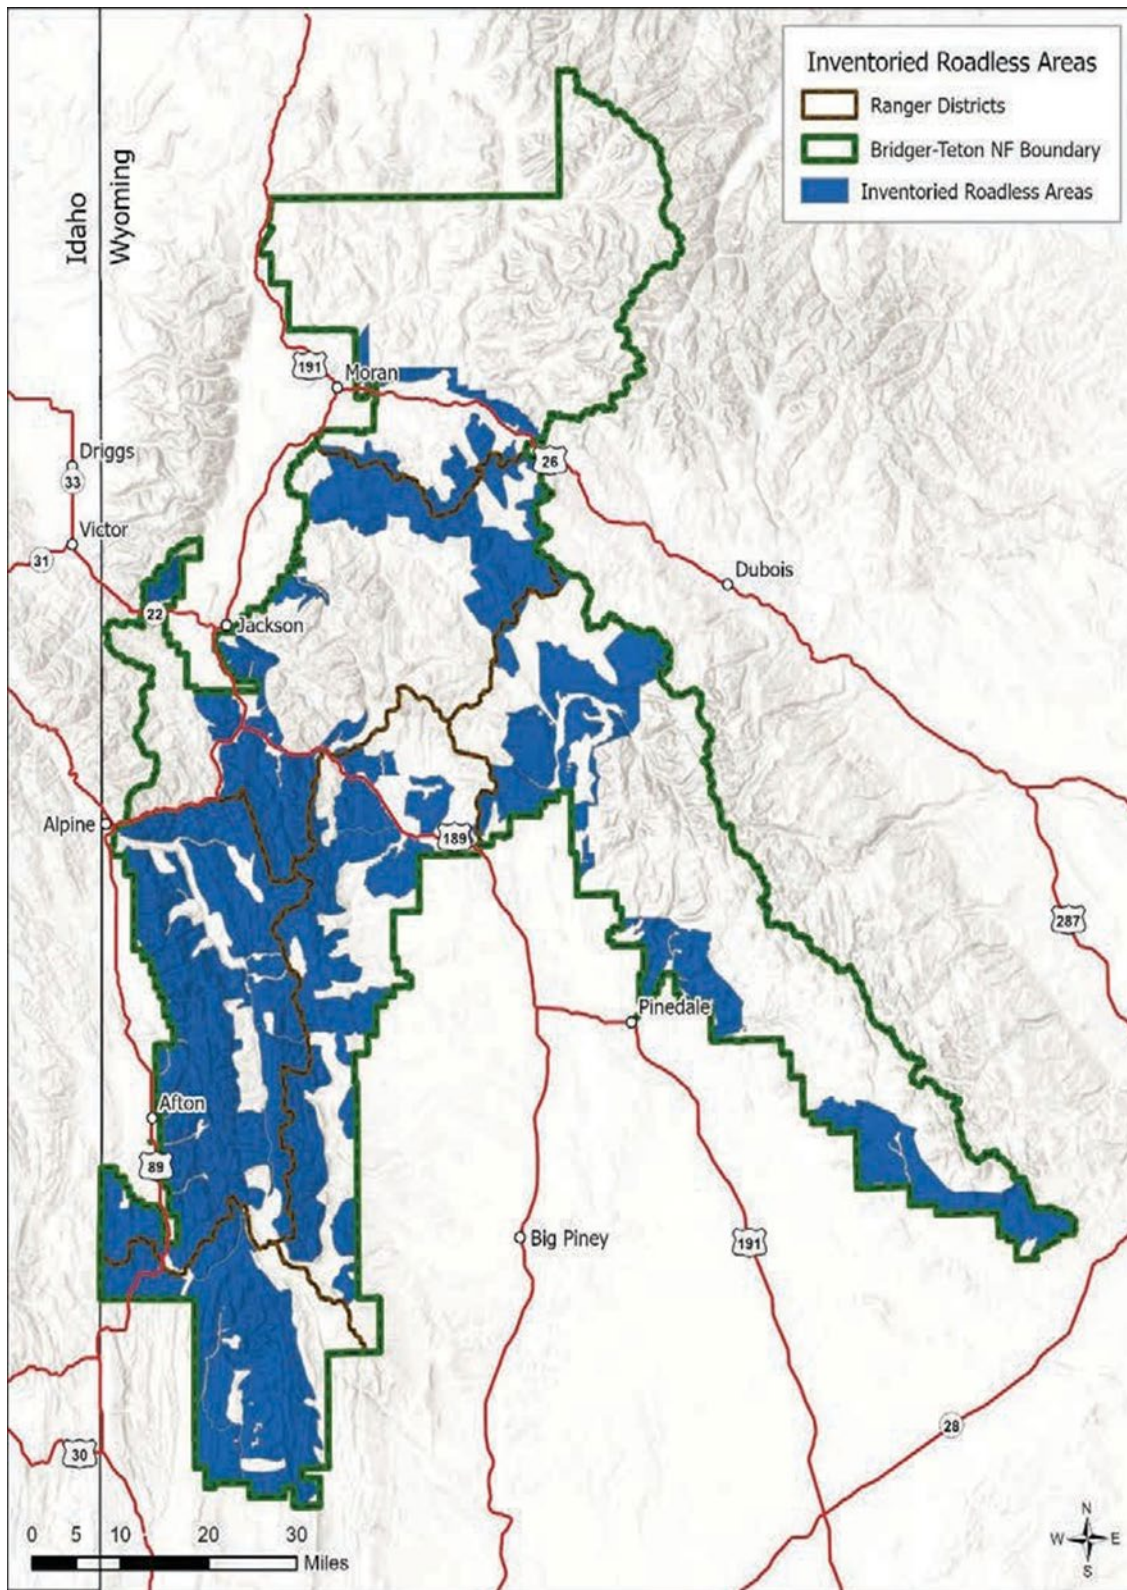 Inventoried Roadless Areas
Ranger Districts
Bridger-Teton NF Boundary
Inventoried Roadless Areas
Idaho
Wyoming
191
Moran
Driggs
26
33
Victor
31
Dubois
22
Jackson
Alpine
189
287
Pinedale
Afton
89
Big Piney
191
28
30
N
W E
S
0 5 10 20 30
Miles